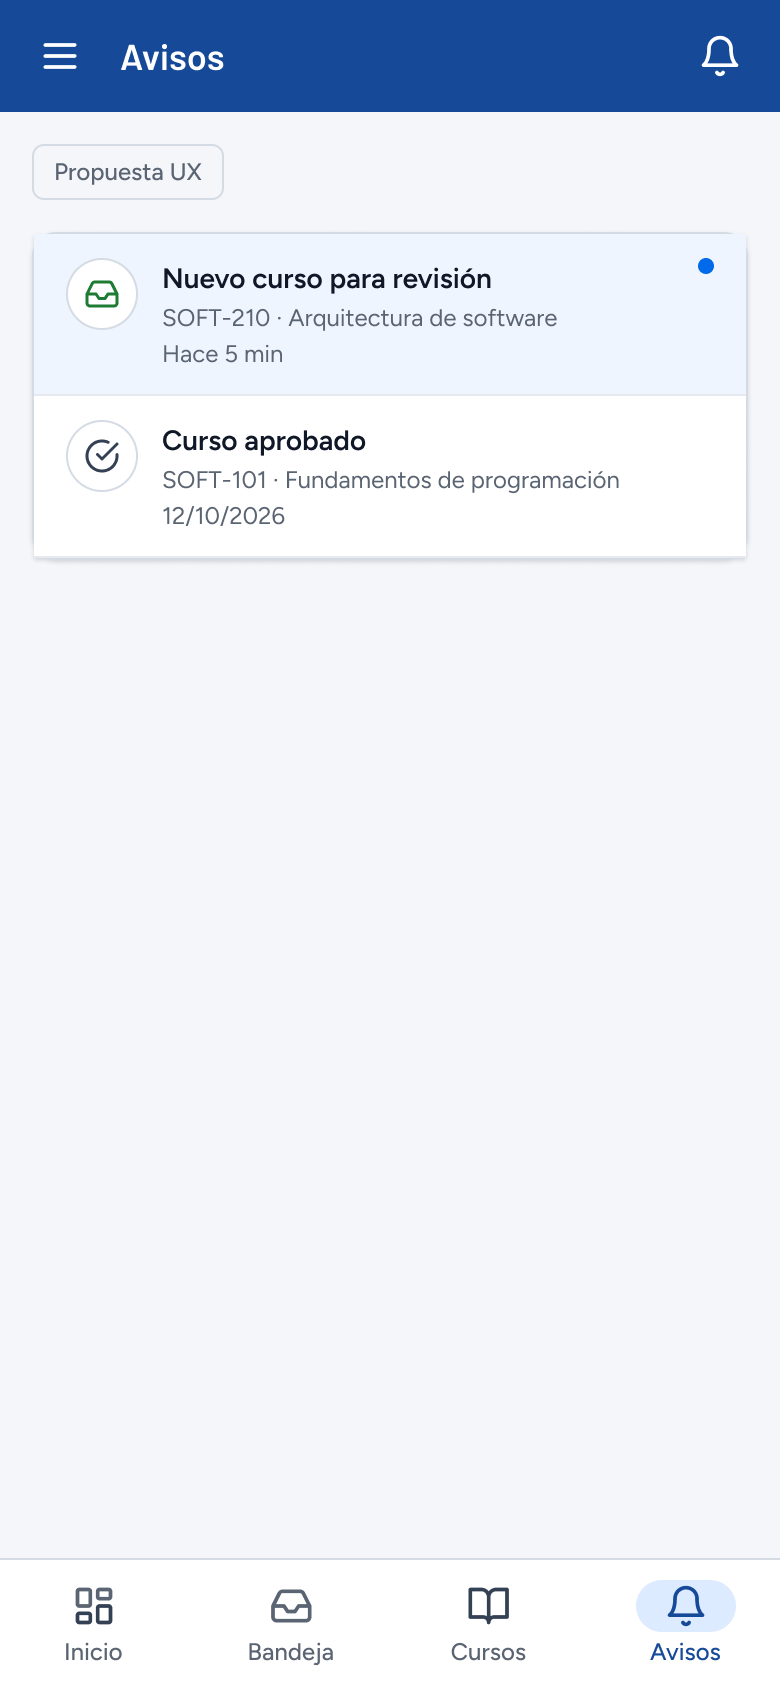 Avisos
Propuesta UX
Nuevo curso para revisión
SOFT-210 · Arquitectura de software
Hace 5 min
Curso aprobado
SOFT-101 · Fundamentos de programación
12/10/2026
Inicio
Bandeja
Cursos
Avisos